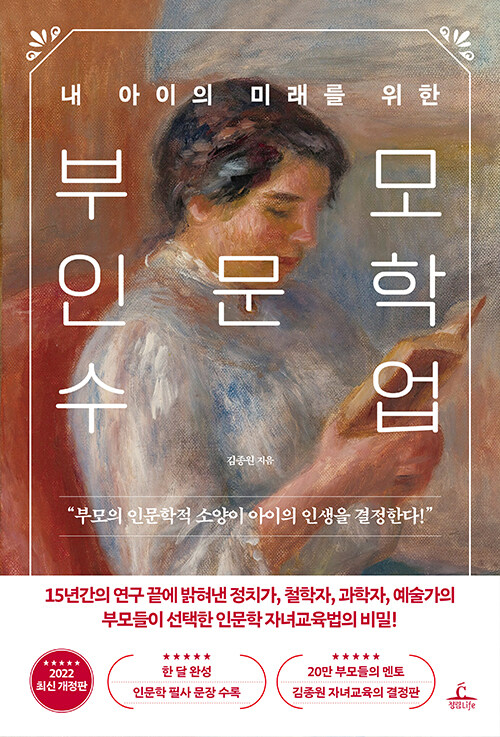 내 아이의 미래를 위한
부모
인문학
수업
김종원 지음
“부모의 인문학적 소양이 아이의 인생을 결정한다!”
15년간의 연구 끝에 밝혀낸 정치가, 철학자, 과학자, 예술가의
부모들이 선택한 인문학 자녀교육법의 비밀!
★★★★★
2022
최신 개정판
★★★★★
★★★★★
한 달 완성
인문학 필사 문장 수록
★★★★★
20만 부모들의 멘토
김종원 자녀교육의 결정판
청림Life